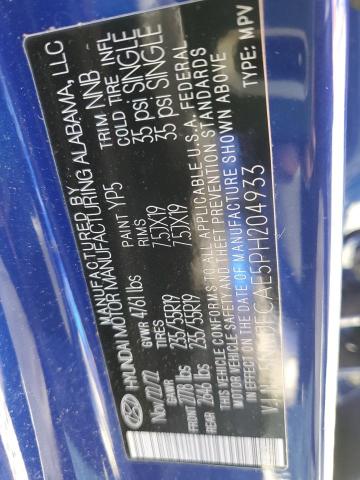 MANUFACTURED BY
HYUNDAI MOTOR MANUFACTURING ALABAMA, LLC
Nov/12/22 PAINT YP5 TRIM NNB
GVWR 4761 lbs
GAWR TIRES RIMS COLD TIRE INFL
FRONT lbs 235/55R19 7.5JX19 35 psi SINGLE
REAR 2646 lbs 235/55R19 7.5JX19 35 psi SINGLE
THIS VEHICLE CONFORMS TO ALL APPLICABLE U.S.A. FEDERAL
MOTOR VEHICLE SAFETY, BUMPER, AND THEFT PREVENTION STANDARDS
IN EFFECT ON THE DATE OF MANUFACTURE SHOWN ABOVE.
TYPE: MPV